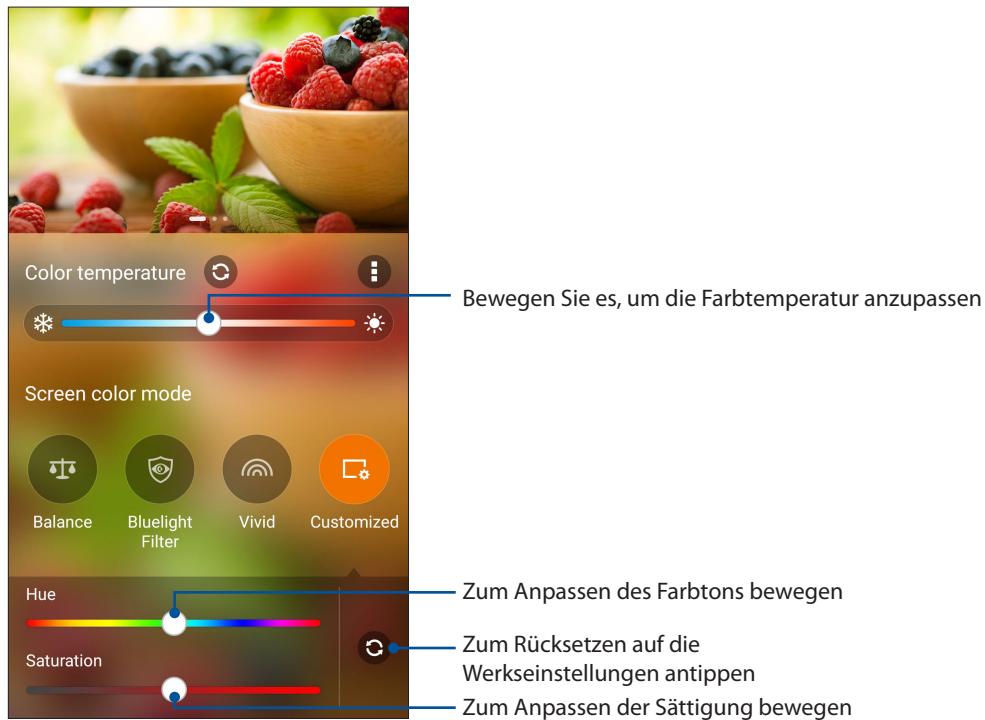 Color temperature
Bewegen Sie es, um die Farbtemperatur anzupassen
Screen color mode
Balance
Bluelight
Filter
Vivid
Customized
Hue
Zum Anpassen des Farbtons bewegen
Zum Rücksetzen auf die
Werkseinstellungen antippen
Saturation
Zum Anpassen der Sättigung bewegen